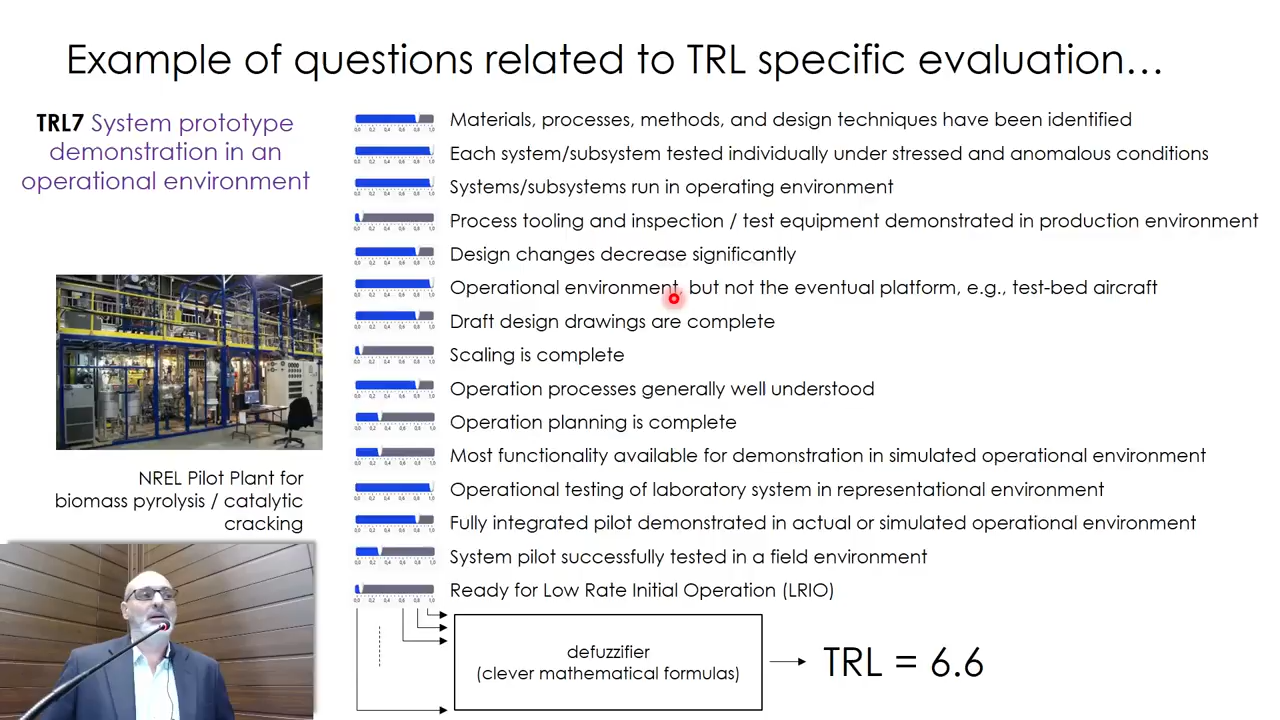 Example of questions related to TRL specific evaluation...
TRL7 System prototype
demonstration in an
operational environment
Materials, processes, methods, and design techniques have been identified
Each system/subsystem tested individually under stressed and anomalous conditions
Systems/subsystems run in operating environment
Process tooling and inspection / test equipment demonstrated in production environment
Design changes decrease significantly
Operational environment, but not the eventual platform, e.g., test-bed aircraft
Draft design drawings are complete
Scaling is complete
Operation processes generally well understood
Operation planning is complete
Most functionality available for demonstration in simulated operational environment
Operational testing of laboratory system in representational environment
Fully integrated pilot demonstrated in actual or simulated operational environment
System pilot successfully tested in a field environment
Ready for Low Rate Initial Operation (LRIO)
NREL Pilot Plant for
biomass pyrolysis / catalytic
cracking
defuzzifier
(clever mathematical formulas)
TRL = 6.6